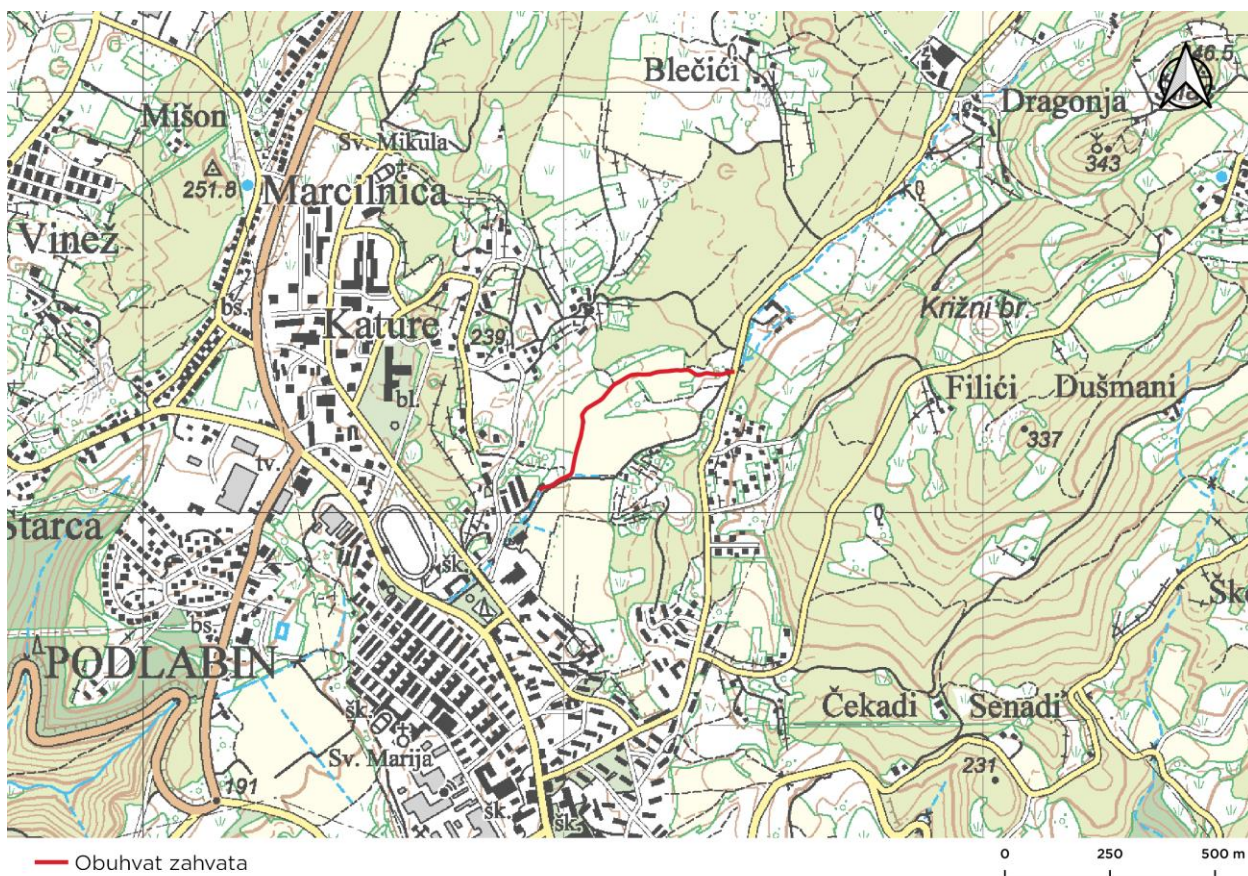 Blečići
46.5
Mišon
Dragonja
Sv. Mikula
343
251.8
Marcilnica
Vinež
bs.
Križni br.
Kature
239
Filići
Dušmani
bl.
337
tv.
Starca
šk.
bs.
PODLABIN
Čekadi
Senadi
šk.
Sv. Marija
231
191
šk.
šk.
Obuhvat zahvata
0 250 500 m